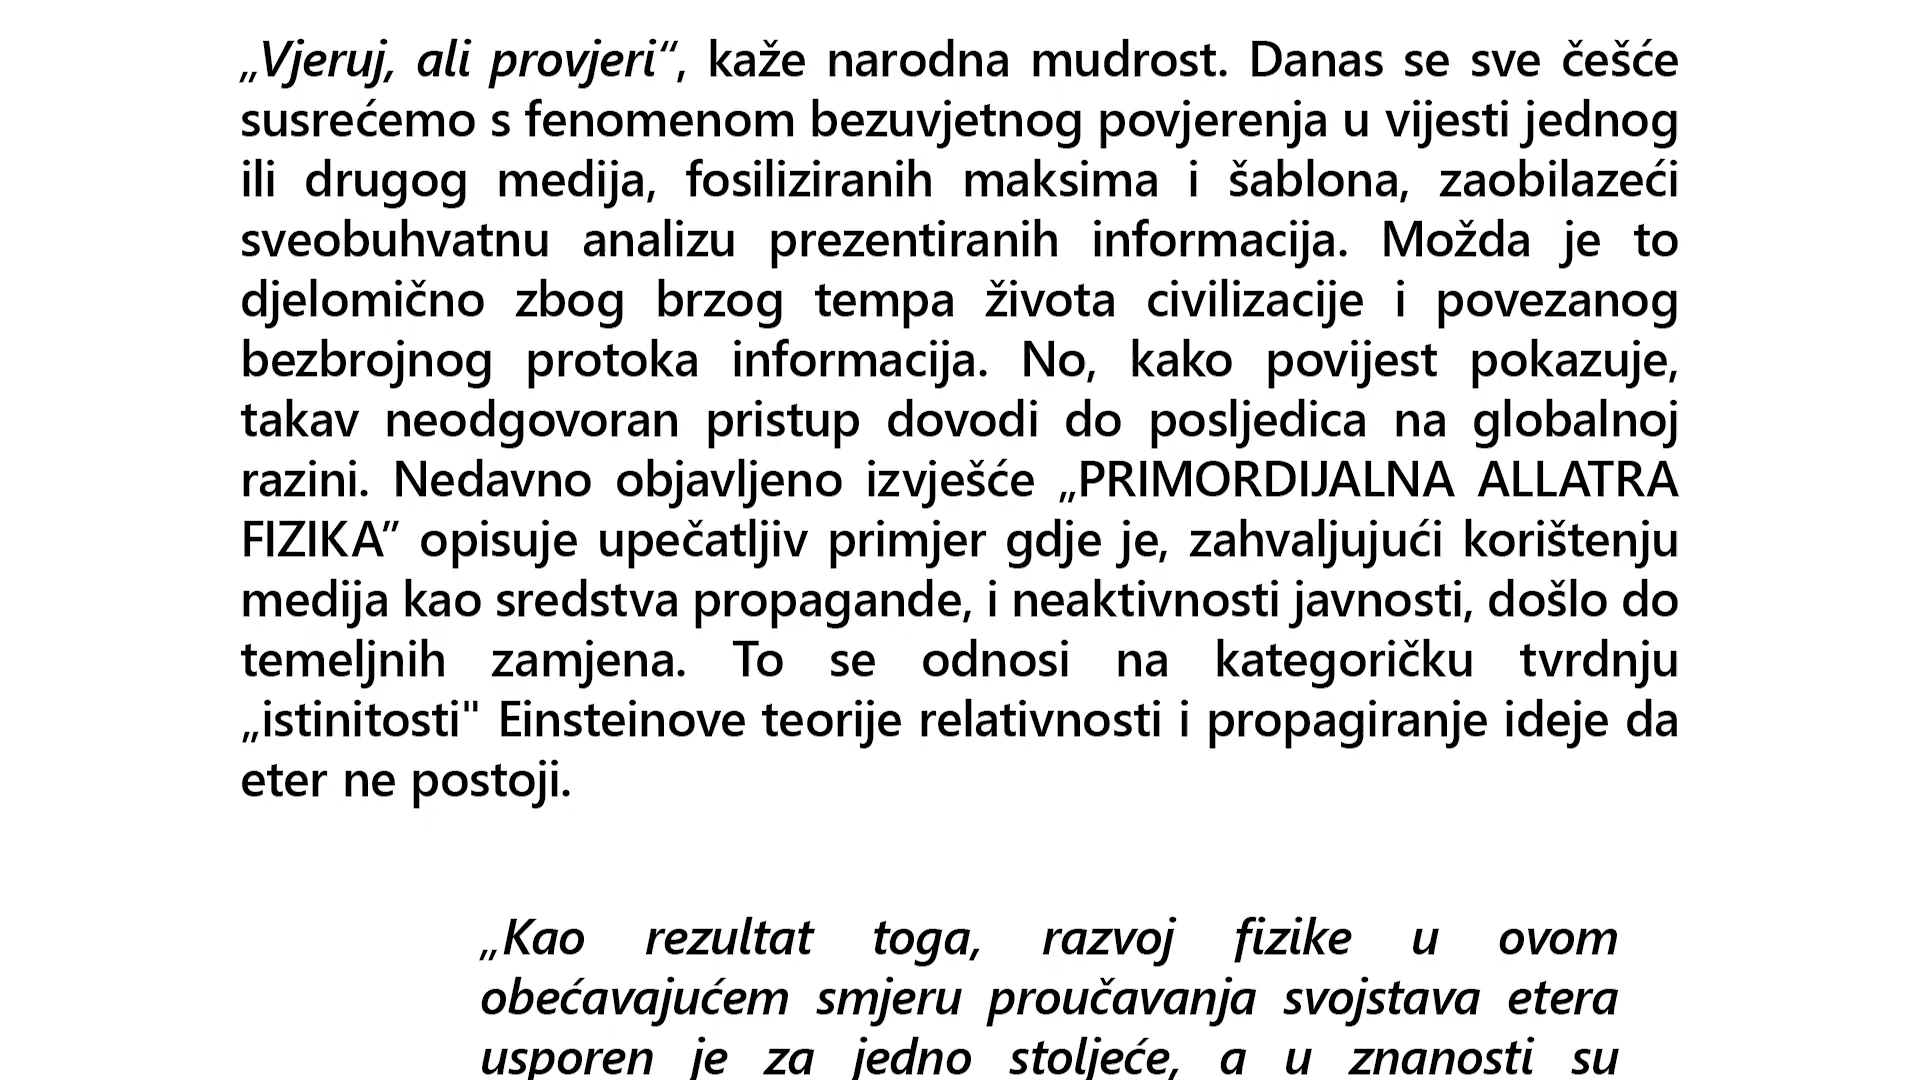 „Vjeruj, ali provjeri“, kaže narodna mudrost. Danas se sve češće
susrećemo s fenomenom bezuvjetnog povjerenja u vijesti jednog
ili drugog medija, fosiliziranih maksima i šablona, zaobilazeći
sveobuhvatnu analizu prezentiranih informacija. Možda je to
djelomično zbog brzog tempa života civilizacije i povezanog
bezbrojnog protoka informacija. No, kako povijest pokazuje,
takav neodgovoran pristup dovodi do posljedica na globalnoj
razini. Nedavno objavljeno izvješće „PRIMORDIJALNA ALLATRA
FIZIKA” opisuje upečatljiv primjer gdje je, zahvaljujući korištenju
medija kao sredstva propagande, i neaktivnosti javnosti, došlo do
temeljnih zamjena. To se odnosi na kategoričku tvrdnju
„istinitosti" Einsteinove teorije relativnosti i propagiranje ideje da
eter ne postoji.
„Kao rezultat toga, razvoj fizike u ovom
obećavajućem smjeru proučavanja svojstava etera
usporen je za jedno stoljeće, a u znanosti su